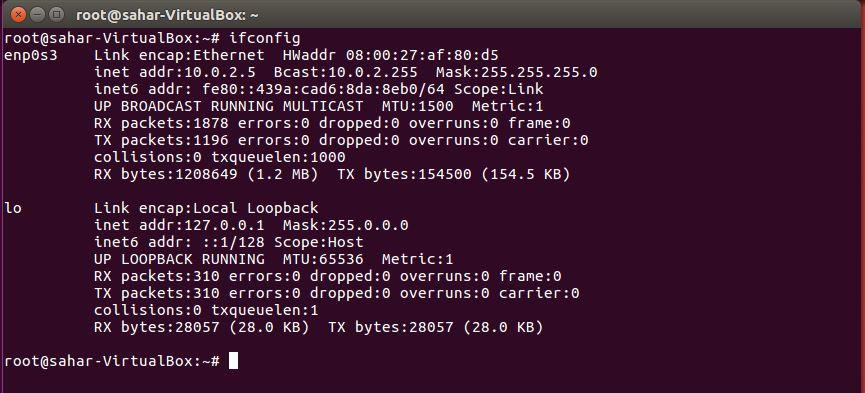 root@sahar-VirtualBox: ~
root@sahar-VirtualBox:~# ifconfig
enp0s3    Link encap:Ethernet  HWaddr 08:00:27:af:80:d5
          inet addr:10.0.2.5  Bcast:10.0.2.255  Mask:255.255.255.0
          inet6 addr: fe80::439a:cad6:8da:8eb0/64 Scope:Link
          UP BROADCAST RUNNING MULTICAST  MTU:1500  Metric:1
          RX packets:1878 errors:0 dropped:0 overruns:0 frame:0
          TX packets:1196 errors:0 dropped:0 overruns:0 carrier:0
          collisions:0 txqueuelen:1000
          RX bytes:1208649 (1.2 MB)  TX bytes:154500 (154.5 KB)
lo        Link encap:Local Loopback
          inet addr:127.0.0.1  Mask:255.0.0.0
          inet6 addr: ::1/128 Scope:Host
          UP LOOPBACK RUNNING  MTU:65536  Metric:1
          RX packets:310 errors:0 dropped:0 overruns:0 frame:0
          TX packets:310 errors:0 dropped:0 overruns:0 carrier:0
          collisions:0 txqueuelen:1
          RX bytes:28057 (28.0 KB)  TX bytes:28057 (28.0 KB)
root@sahar-VirtualBox:~#